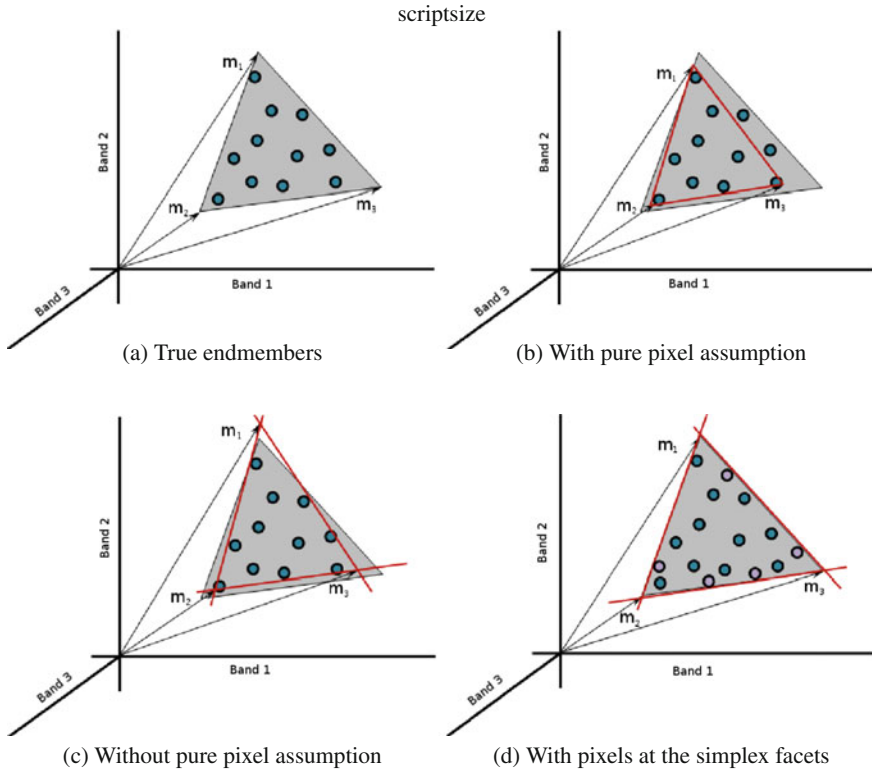 scriptsize
m₁
m₂
m₃
Band 2
Band 1
Band 3
(a) True endmembers
m₁
m₂
m₃
Band 2
Band 1
Band 3
(b) With pure pixel assumption
m₁
m₂
m₃
Band 2
Band 1
Band 3
(c) Without pure pixel assumption
m₁
m₂
m₃
Band 2
Band 1
Band 3
(d) With pixels at the simplex facets